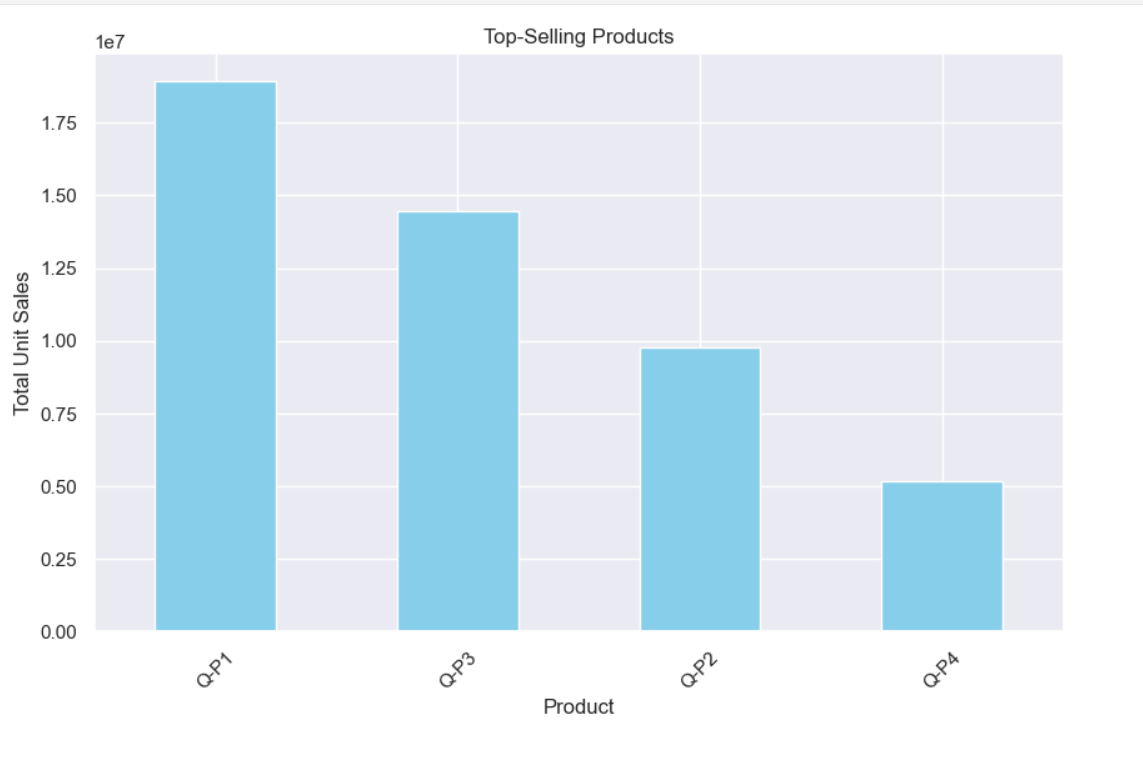 Top-Selling Products
1e7
1.75
1.50
1.25
1.00
0.75
0.50
0.25
0.00
Total Unit Sales
Q-P1
Q-P3
Q-P2
Q-P4
Product